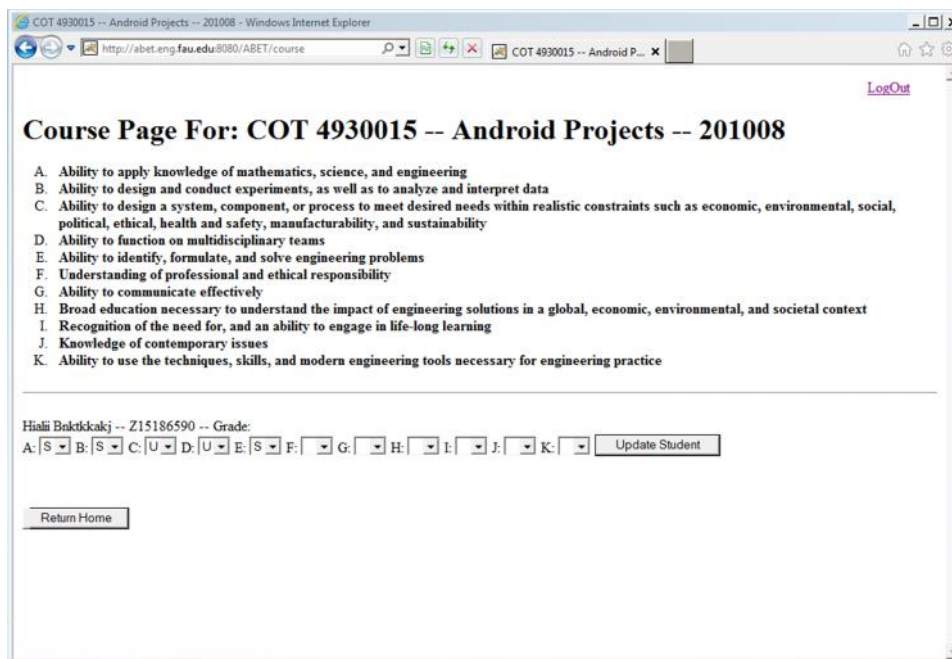 COT 4930015 -- Android Projects -- 201008 - Windows Internet Explorer
http://abet.eng.fau.edu:8080/ABET/course
COT 4930015 -- Android P...
LogOut
Course Page For: COT 4930015 -- Android Projects -- 201008
A. Ability to apply knowledge of mathematics, science, and engineering
B. Ability to design and conduct experiments, as well as to analyze and interpret data
C. Ability to design a system, component, or process to meet desired needs within realistic constraints such as economic, environmental, social,
political, ethical, health and safety, manufacturability, and sustainability
D. Ability to function on multidisciplinary teams
E. Ability to identify, formulate, and solve engineering problems
F. Understanding of professional and ethical responsibility
G. Ability to communicate effectively
H. Broad education necessary to understand the impact of engineering solutions in a global, economic, environmental, and societal context
I. Recognition of the need for, and an ability to engage in life-long learning
J. Knowledge of contemporary issues
K. Ability to use the techniques, skills, and modern engineering tools necessary for engineering practice
Hialii Bnktkkakj -- Z15186590 -- Grade:
A: S B: S C: U D: U E: S F: G: H: I: J: K: Update Student
Return Home